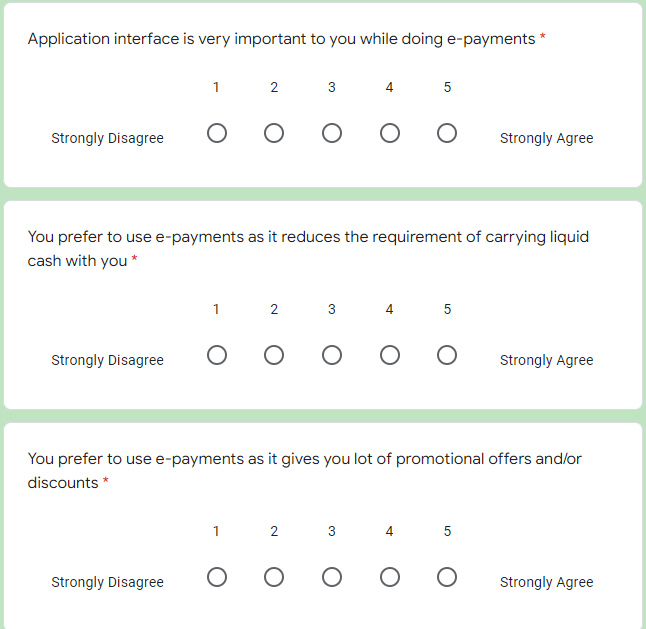 Application interface is very important to you while doing e-payments *
1 2 3 4 5
Strongly Disagree Strongly Agree
You prefer to use e-payments as it reduces the requirement of carrying liquid
cash with you *
1 2 3 4 5
Strongly Disagree Strongly Agree
You prefer to use e-payments as it gives you lot of promotional offers and/or
discounts *
1 2 3 4 5
Strongly Disagree Strongly Agree